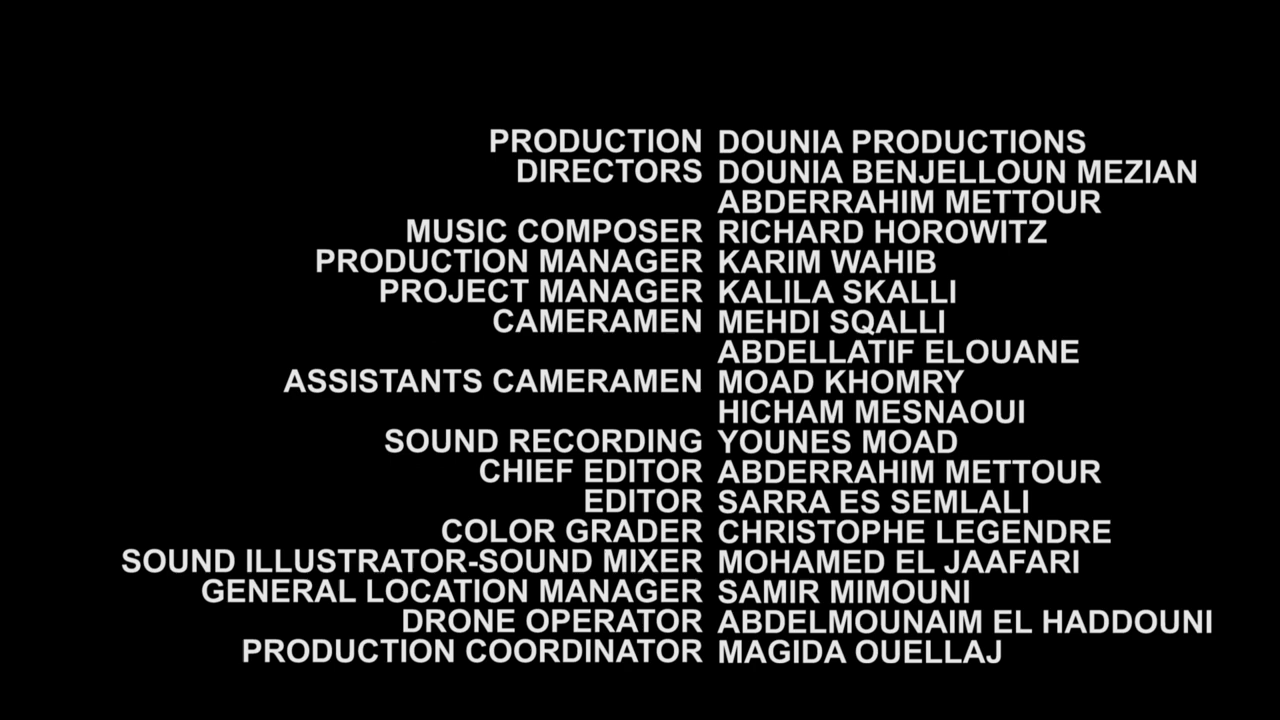 PRODUCTION DOUNIA PRODUCTIONS
DIRECTORS DOUNIA BENJELLOUN MEZIAN
ABDERRAHIM METTOUR
MUSIC COMPOSER RICHARD HOROWITZ
PRODUCTION MANAGER KARIM WAHIB
PROJECT MANAGER KALILA SKALLI
CAMERAMEN MEHDI SQALLI
ABDELLATIF ELOUANE
ASSISTANTS CAMERAMEN MOAD KHOMRY
HICHAM MESNAOUI
SOUND RECORDING YOUNES MOAD
CHIEF EDITOR ABDERRAHIM METTOUR
EDITOR SARRA ES SEMLALI
COLOR GRADER CHRISTOPHE LEGENDRE
SOUND ILLUSTRATOR-SOUND MIXER MOHAMED EL JAAFARI
GENERAL LOCATION MANAGER SAMIR MIMOUNI
DRONE OPERATOR ABDELMOUNAIM EL HADDOUNI
PRODUCTION COORDINATOR MAGIDA OUELLAJ